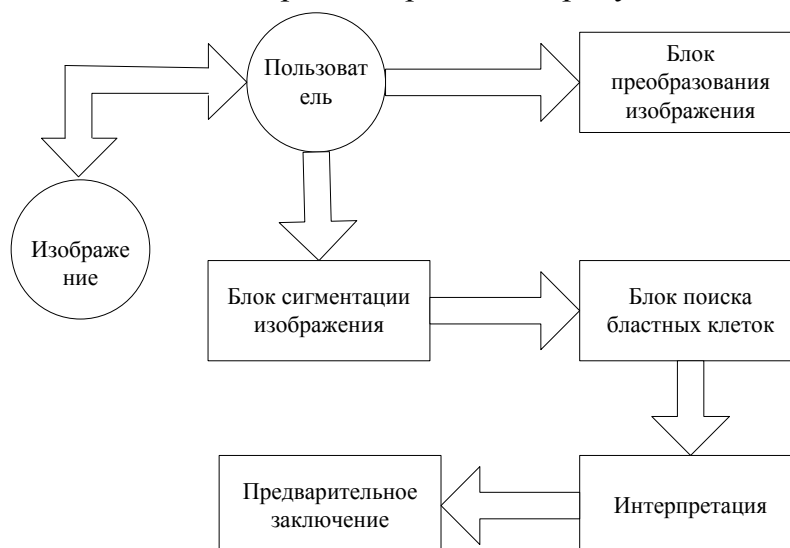 Пользоват
ель
Блок
преобразования
изображения
Изображе
ние
Блок сигментации
изображения
Блок поиска
бластных клеток
Предварительное
заключение
Интерпретация